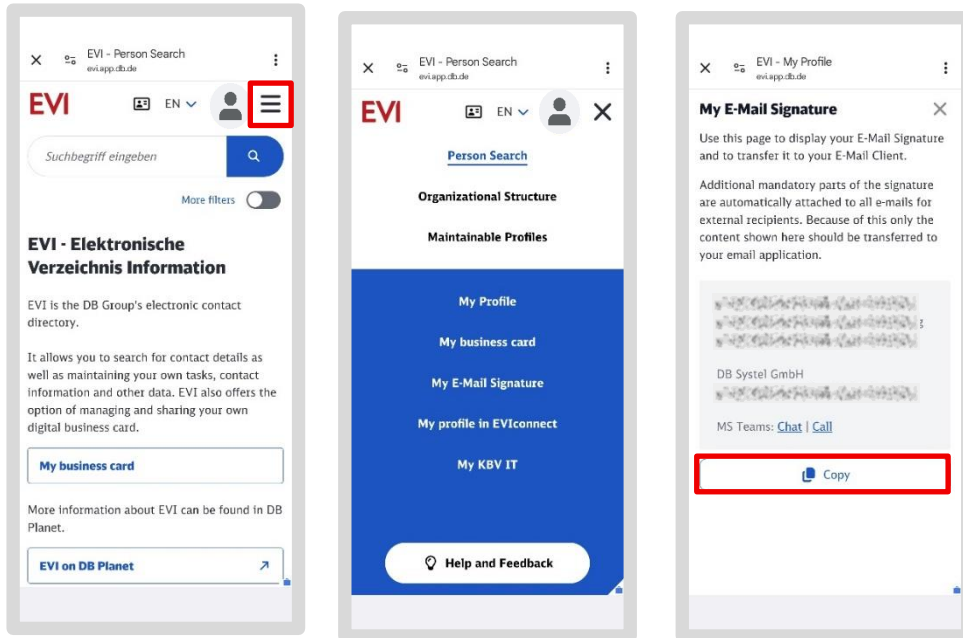 EVI - Person Search
evi.app.db.de
EVI EN
Suchbegriff eingeben
More filters
EVI - Elektronische
Verzeichnis Information
EVI is the DB Group's electronic contact
directory.
It allows you to search for contact details as
well as maintaining your own tasks, contact
information and other data. EVI also offers the
option of managing and sharing your own
digital business card.
My business card
More information about EVI can be found in DB
Planet.
EVI on DB Planet
EVI - Person Search
evi.app.db.de
EVI EN
Person Search
Organizational Structure
Maintainable Profiles
My Profile
My business card
My E-Mail Signature
My profile in EVIconnect
My KBV IT
Help and Feedback
EVI - My Profile
evi.app.db.de
My E-Mail Signature
Use this page to display your E-Mail Signature
and to transfer it to your E-Mail Client.
Additional mandatory parts of the signature
are automatically attached to all e-mails for
external recipients. Because of this only the
content shown here should be transferred to
your email application.
DB Systel GmbH
MS Teams: Chat | Call
Copy